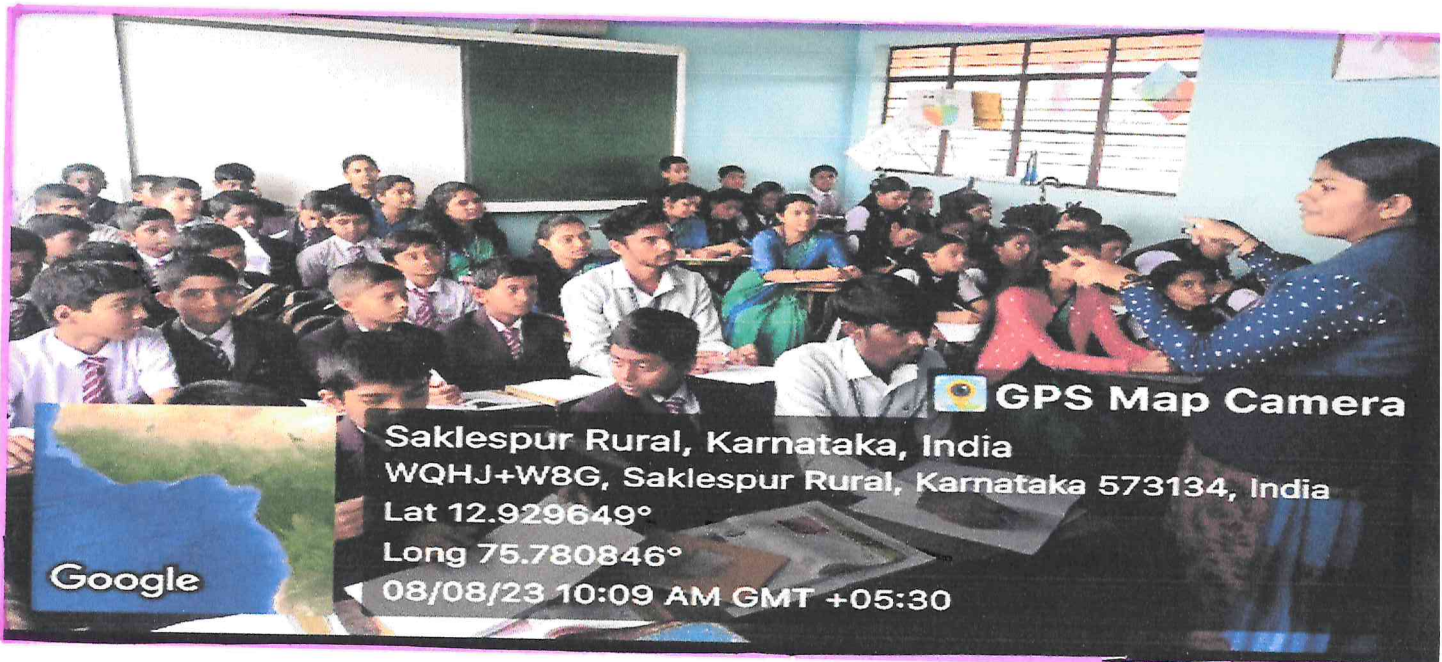 GPS Map Camera
Saklespur Rural, Karnataka, India
WQHJ+W8G, Saklespur Rural, Karnataka 573134, India
Lat 12.929649°
Long 75.780846°
08/08/23 10:09 AM GMT +05:30
Google